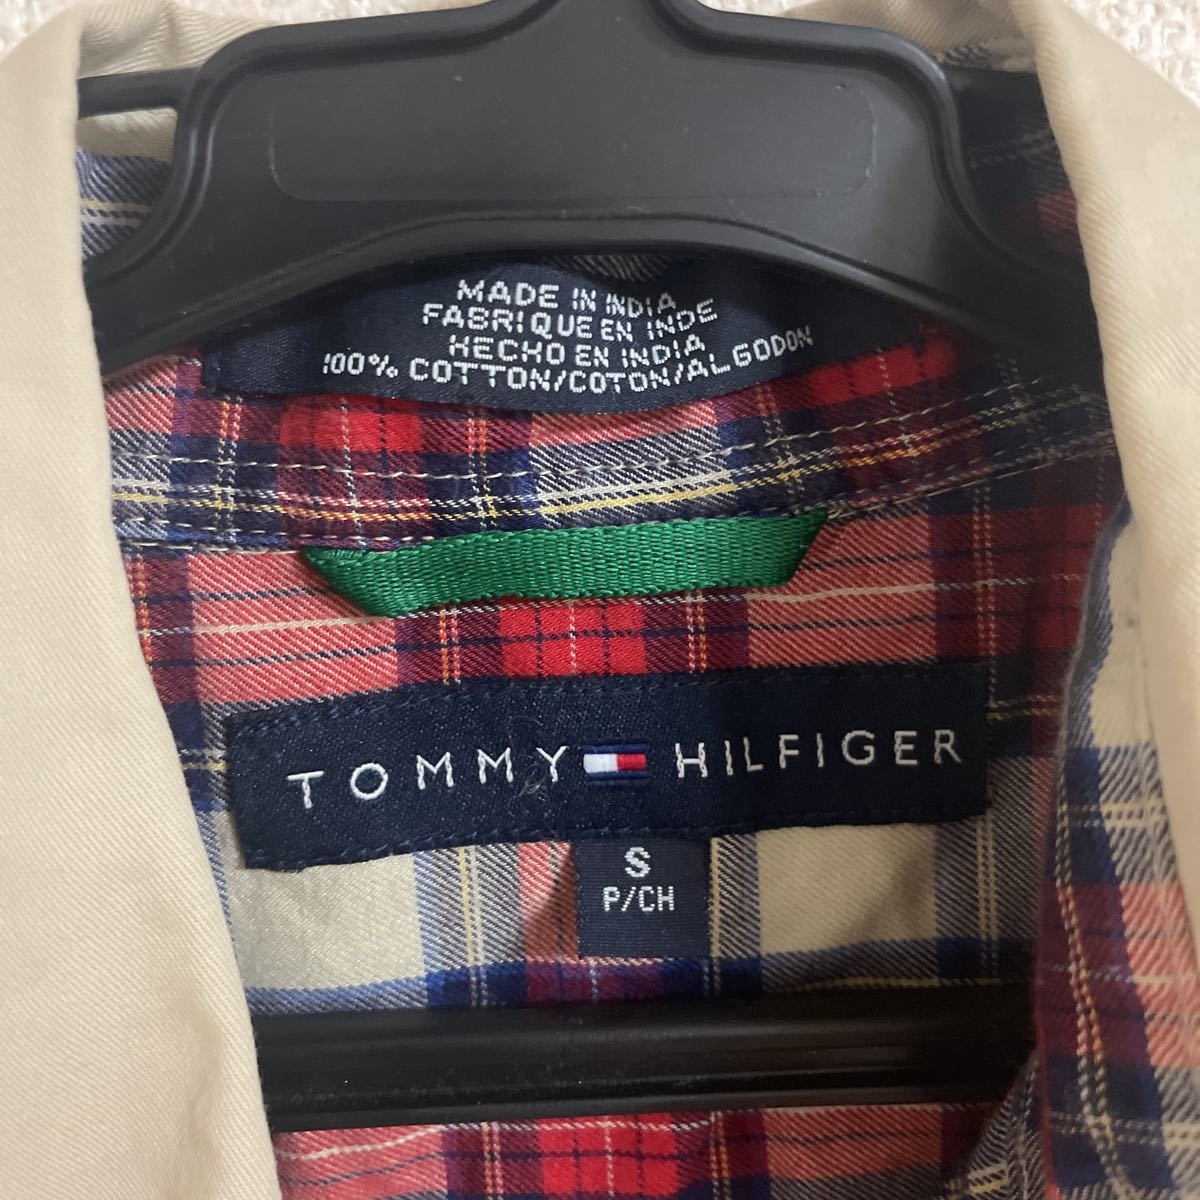 MADE IN INDIA
FABRIQUE EN INDE
HECHO EN INDIA
100% COTTON/COTON/ALGODON
TOMMY HILFIGER
S
P/CH